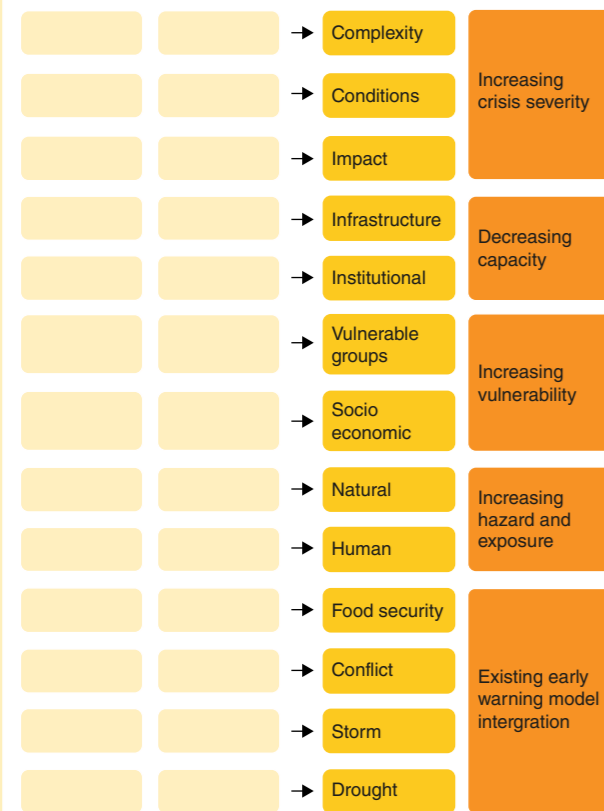 Complexity
Conditions
Impact
Increasing
crisis severity
Infrastructure
Institutional
Decreasing
capacity
Vulnerable
groups
Socio
economic
Increasing
vulnerability
Natural
Human
Increasing
hazard and
exposure
Food security
Conflict
Storm
Drought
Existing early
warning model
intergration